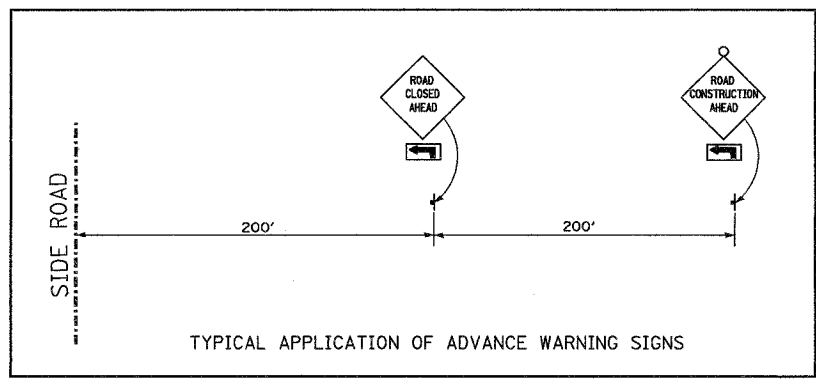 ROAD
CLOSED
AHEAD
ROAD
CONSTRUCTION
AHEAD
SIDE ROAD
200'
200'
TYPICAL APPLICATION OF ADVANCE WARNING SIGNS